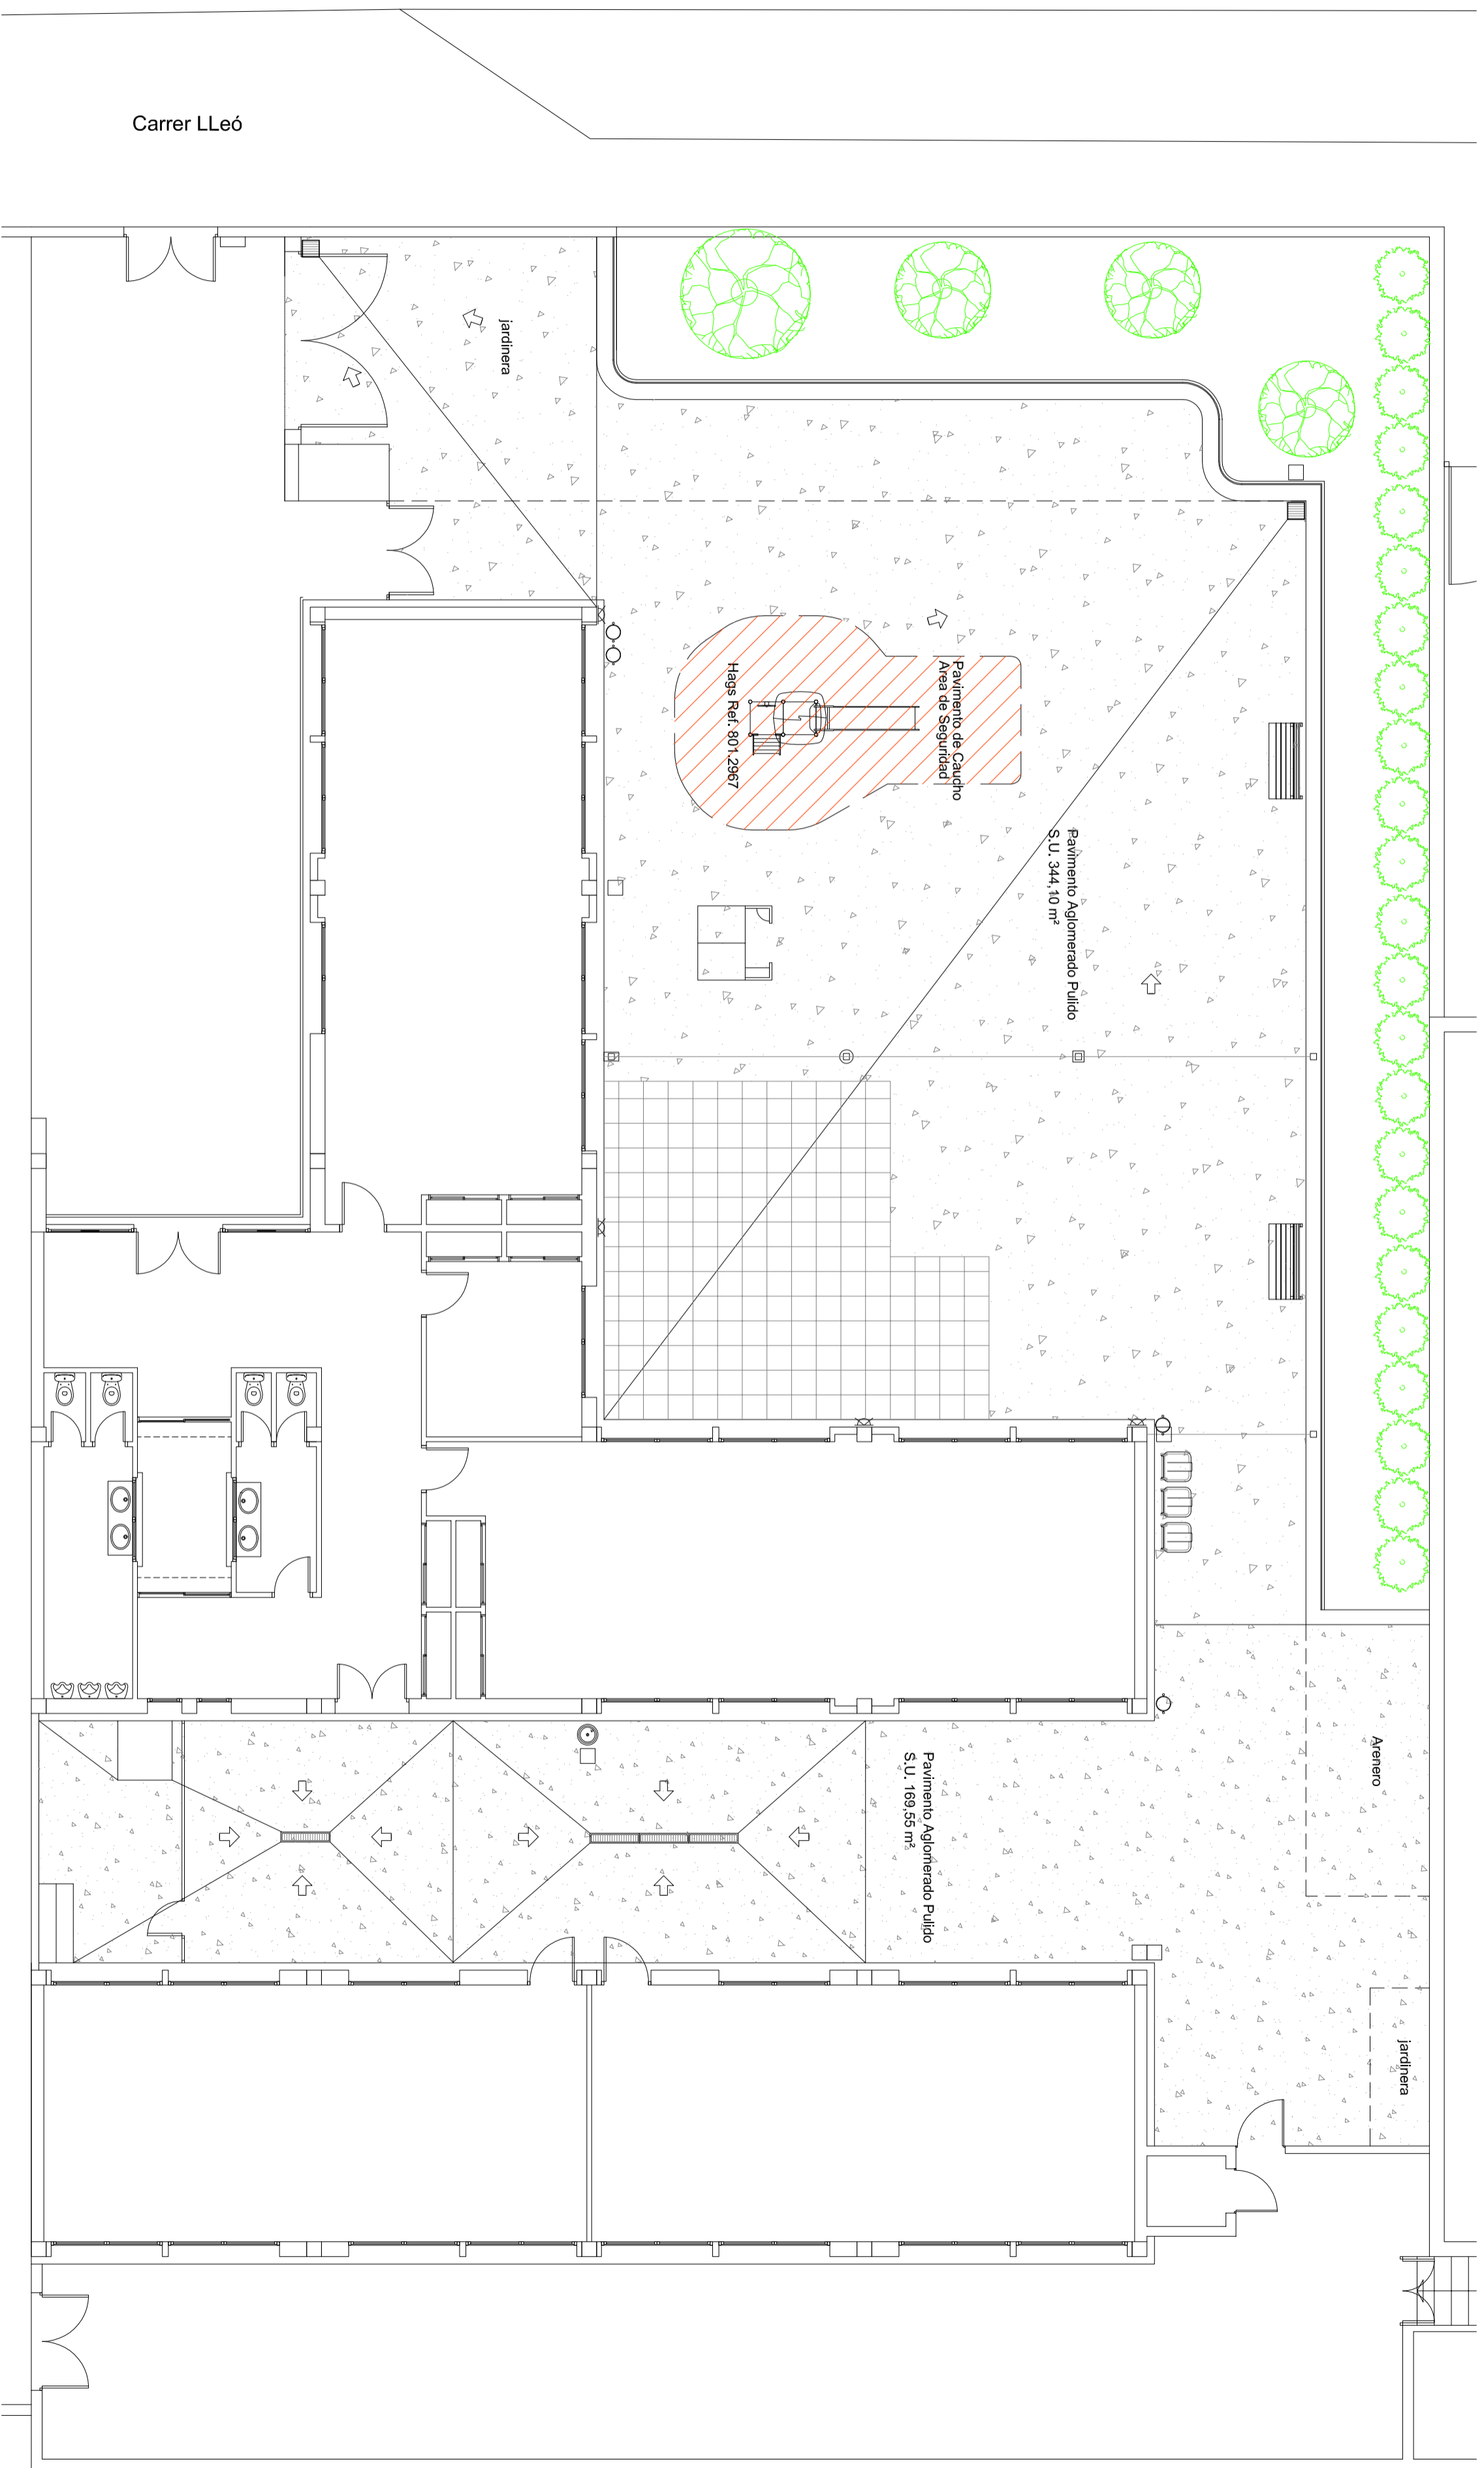 Carrer LLeó
jardinera
Pavimento de Caucho
Area de Seguridad
Hags Ref. 801.2967
Pavimento Aglomerado Pulido
S.U. 344,10 m²
Arenero
Pavimento Aglomerado Pulido
S.U. 169,55 m²
jardinera